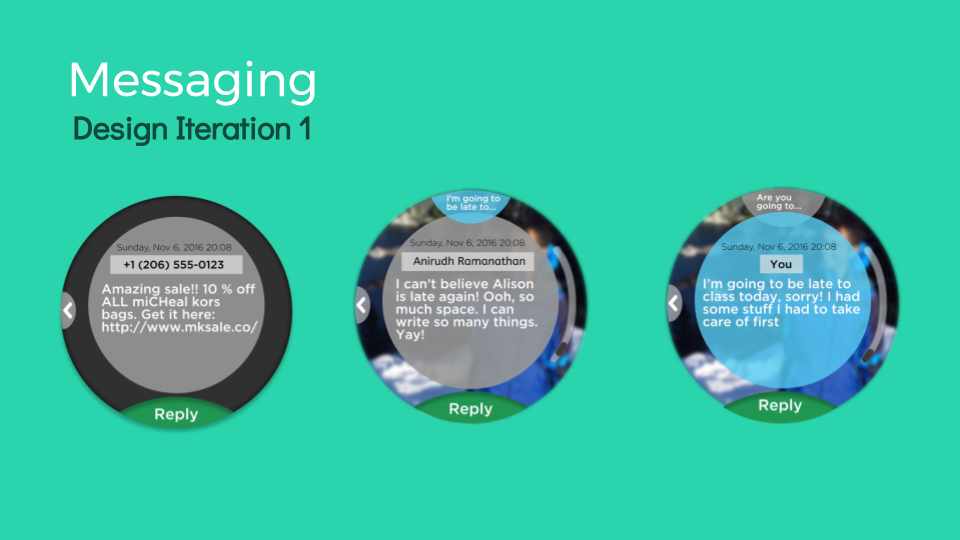 Messaging
Design Iteration 1
Sunday, Nov 6, 2016 20:08
+1 (206) 555-0123
Amazing sale!! 10 % off
ALL miCHeal kors
bags. Get it here:
http://www.mksale.co/
Reply
I'm going to
be late to...
Sunday, Nov 6, 2016 20:08
Anirudh Ramanathan
I can't believe Alison
is late again! Ooh, so
much space. I can
write so many things.
Yay!
Reply
Are you
going to...
Sunday, Nov 6, 2016 20:08
You
I'm going to be late to
class today, sorry! I had
some stuff I had to take
care of first
Reply